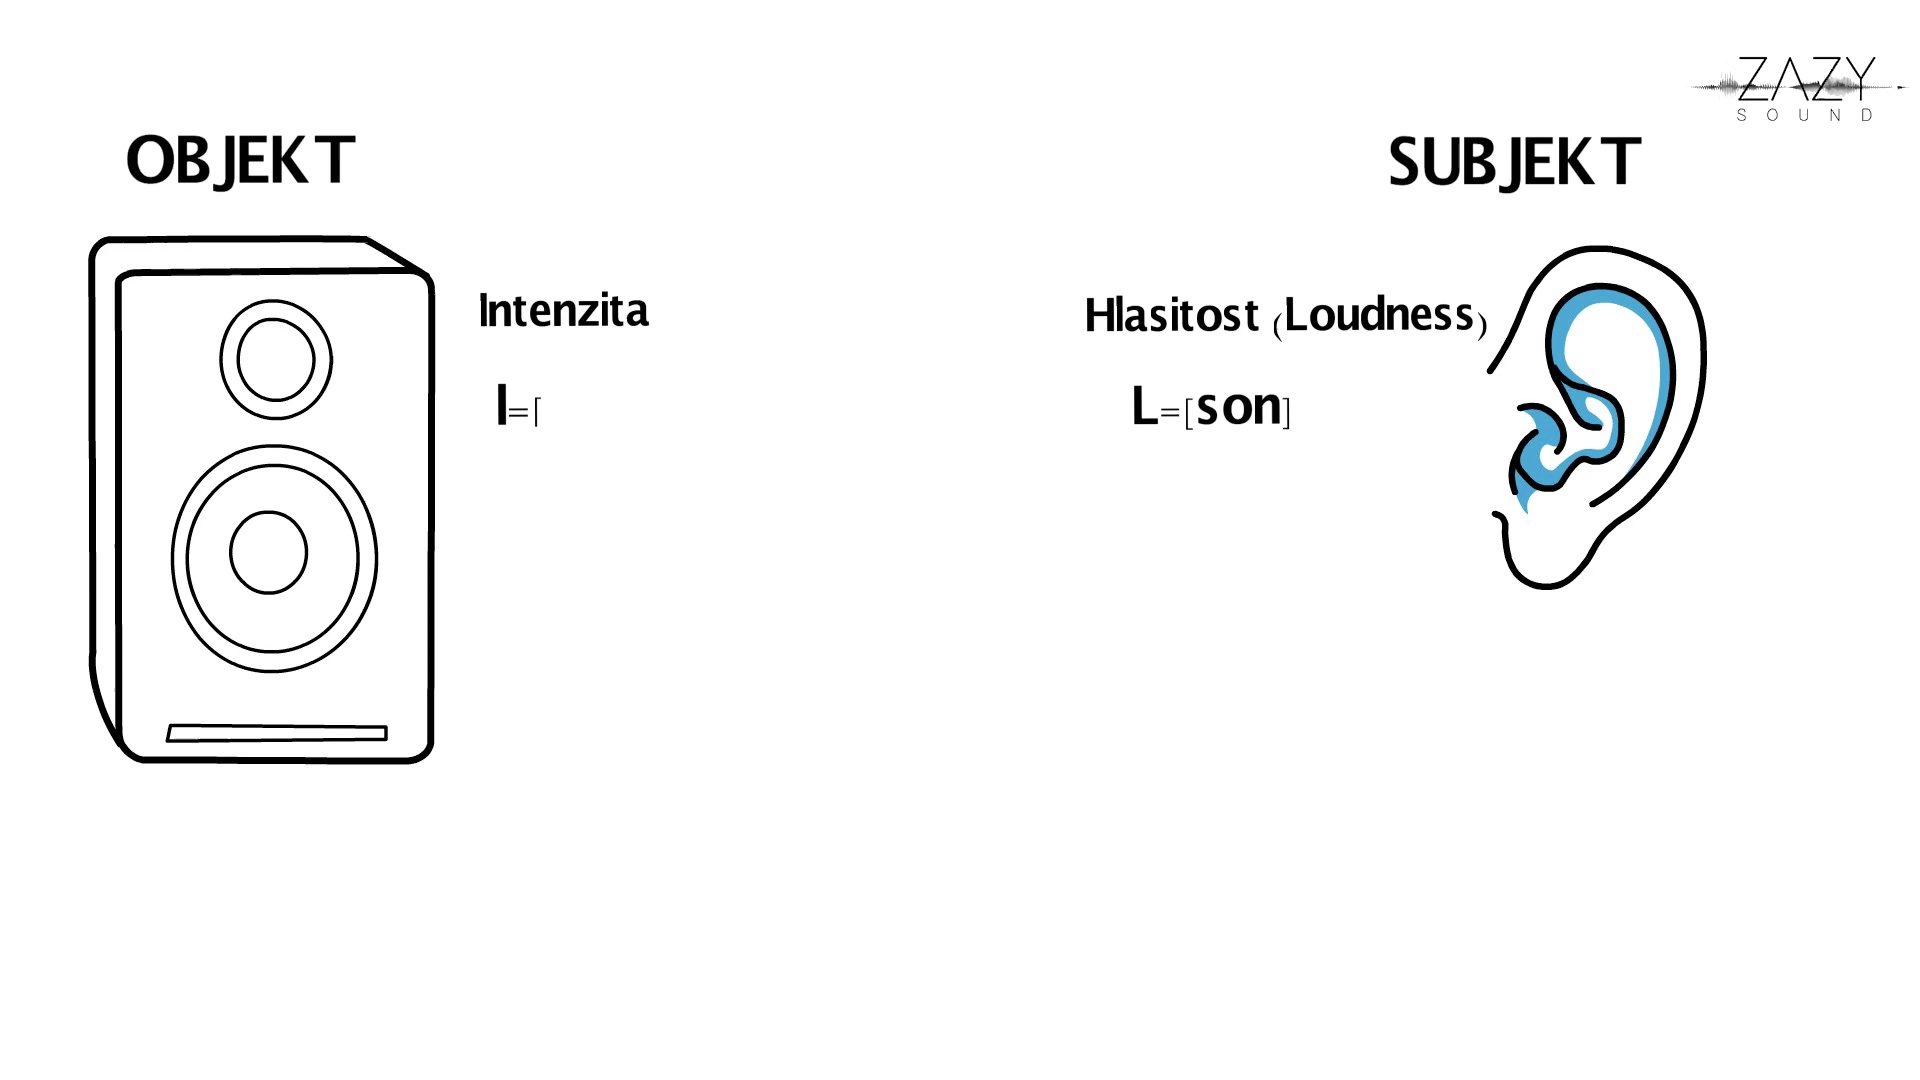 ZAZY
SOUND
OBJEKT
SUBJEKT
Intenzita
Hlasitost (Loudness)
I=[
L=[son]